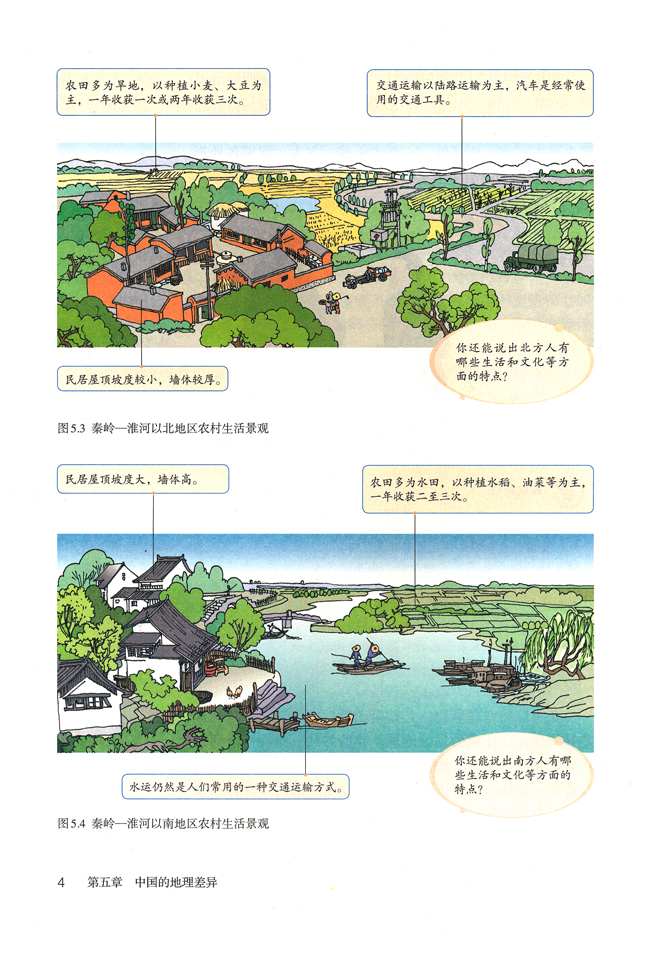 农田多为旱地，以种植小麦、大豆为
主，一年收获一次或两年收获三次。
交通运输以陆路运输为主，汽车是经常使
用的交通工具。
你还能说出北方人有
哪些生活和文化等方
面的特点？
民居屋顶坡度较小，墙体较厚。
图5.3 秦岭—淮河以北地区农村生活景观
民居屋顶坡度大，墙体高。
农田多为水田，以种植水稻、油菜等为主，
一年收获二至三次。
你还能说出南方人有哪
些生活和文化等方面的
特点？
水运仍然是人们常用的一种交通运输方式。
图5.4 秦岭—淮河以南地区农村生活景观
4 第五章 中国的地理差异